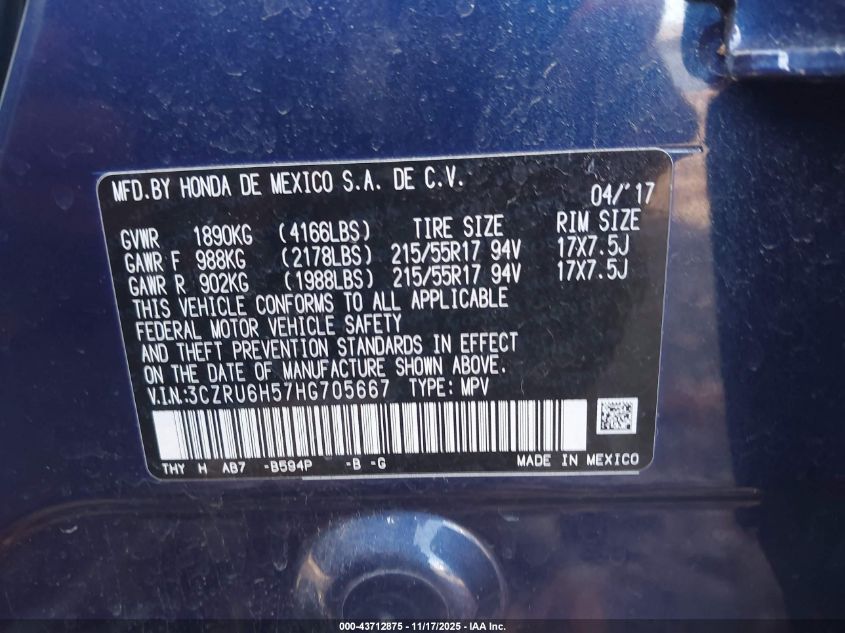 MFD.BY HONDA DE MEXICO S.A. DE C.V.
04/'17
GVWR 1890KG (4166LBS) TIRE SIZE RIM SIZE
GAWR F 988KG (2178LBS) 215/55R17 94V 17X7.5J
GAWR R 902KG (1988LBS) 215/55R17 94V 17X7.5J
THIS VEHICLE CONFORMS TO ALL APPLICABLE
FEDERAL MOTOR VEHICLE SAFETY
AND THEFT PREVENTION STANDARDS IN EFFECT
ON THE DATE OF MANUFACTURE SHOWN ABOVE.
V.I.N.:3CZRU6H57HG705667 TYPE: MPV
THY H AB7 -B594P -B -G MADE IN MEXICO
000-43712875 - 11/17/2025 - IAA Inc.